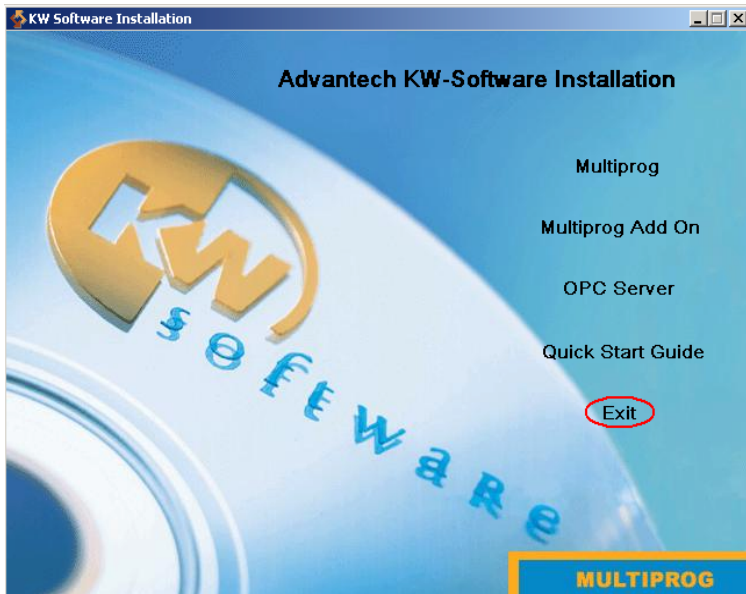 KW Software Installation
Advantech KW-Software Installation
Multiprog
Multiprog Add On
OPC Server
Quick Start Guide
Exit
KW
software
MULTIPROG